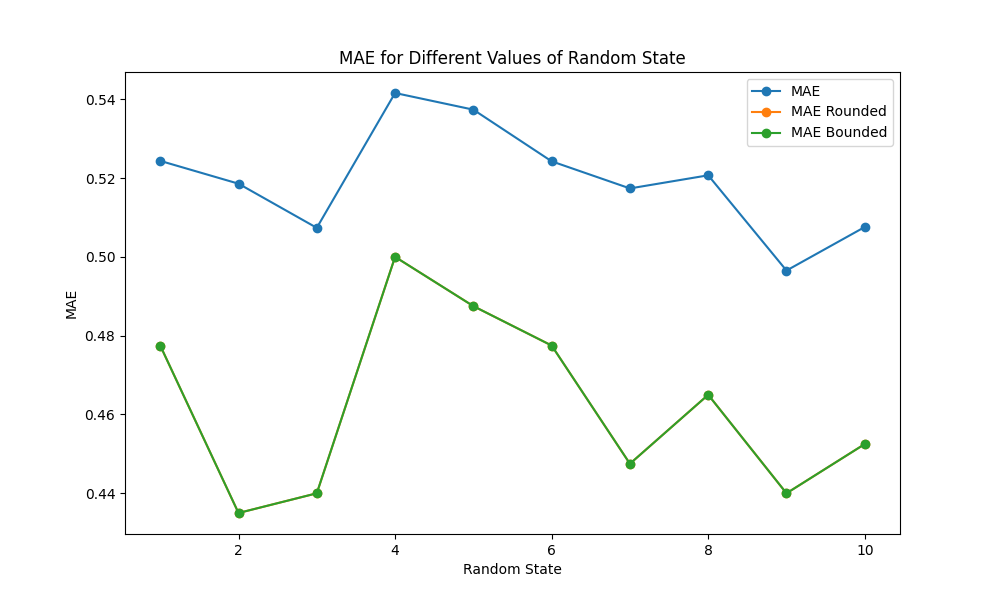 MAE for Different Values of Random State
MAE
MAE Rounded
MAE Bounded
0.54
0.52
0.50
0.48
0.46
0.44
MAE
2
4
6
8
10
Random State